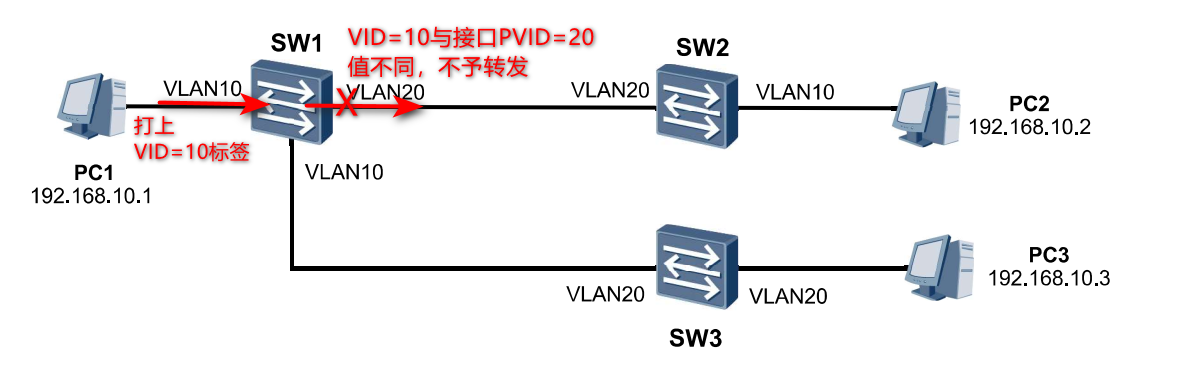 SW1
VID=10与接口PVID=20
值不同，不予转发
SW2
VLAN10
VLAN20
VLAN20
VLAN10
PC2
192.168.10.2
打上
VID=10标签
PC1
192.168.10.1
VLAN10
PC3
192.168.10.3
VLAN20
VLAN20
SW3